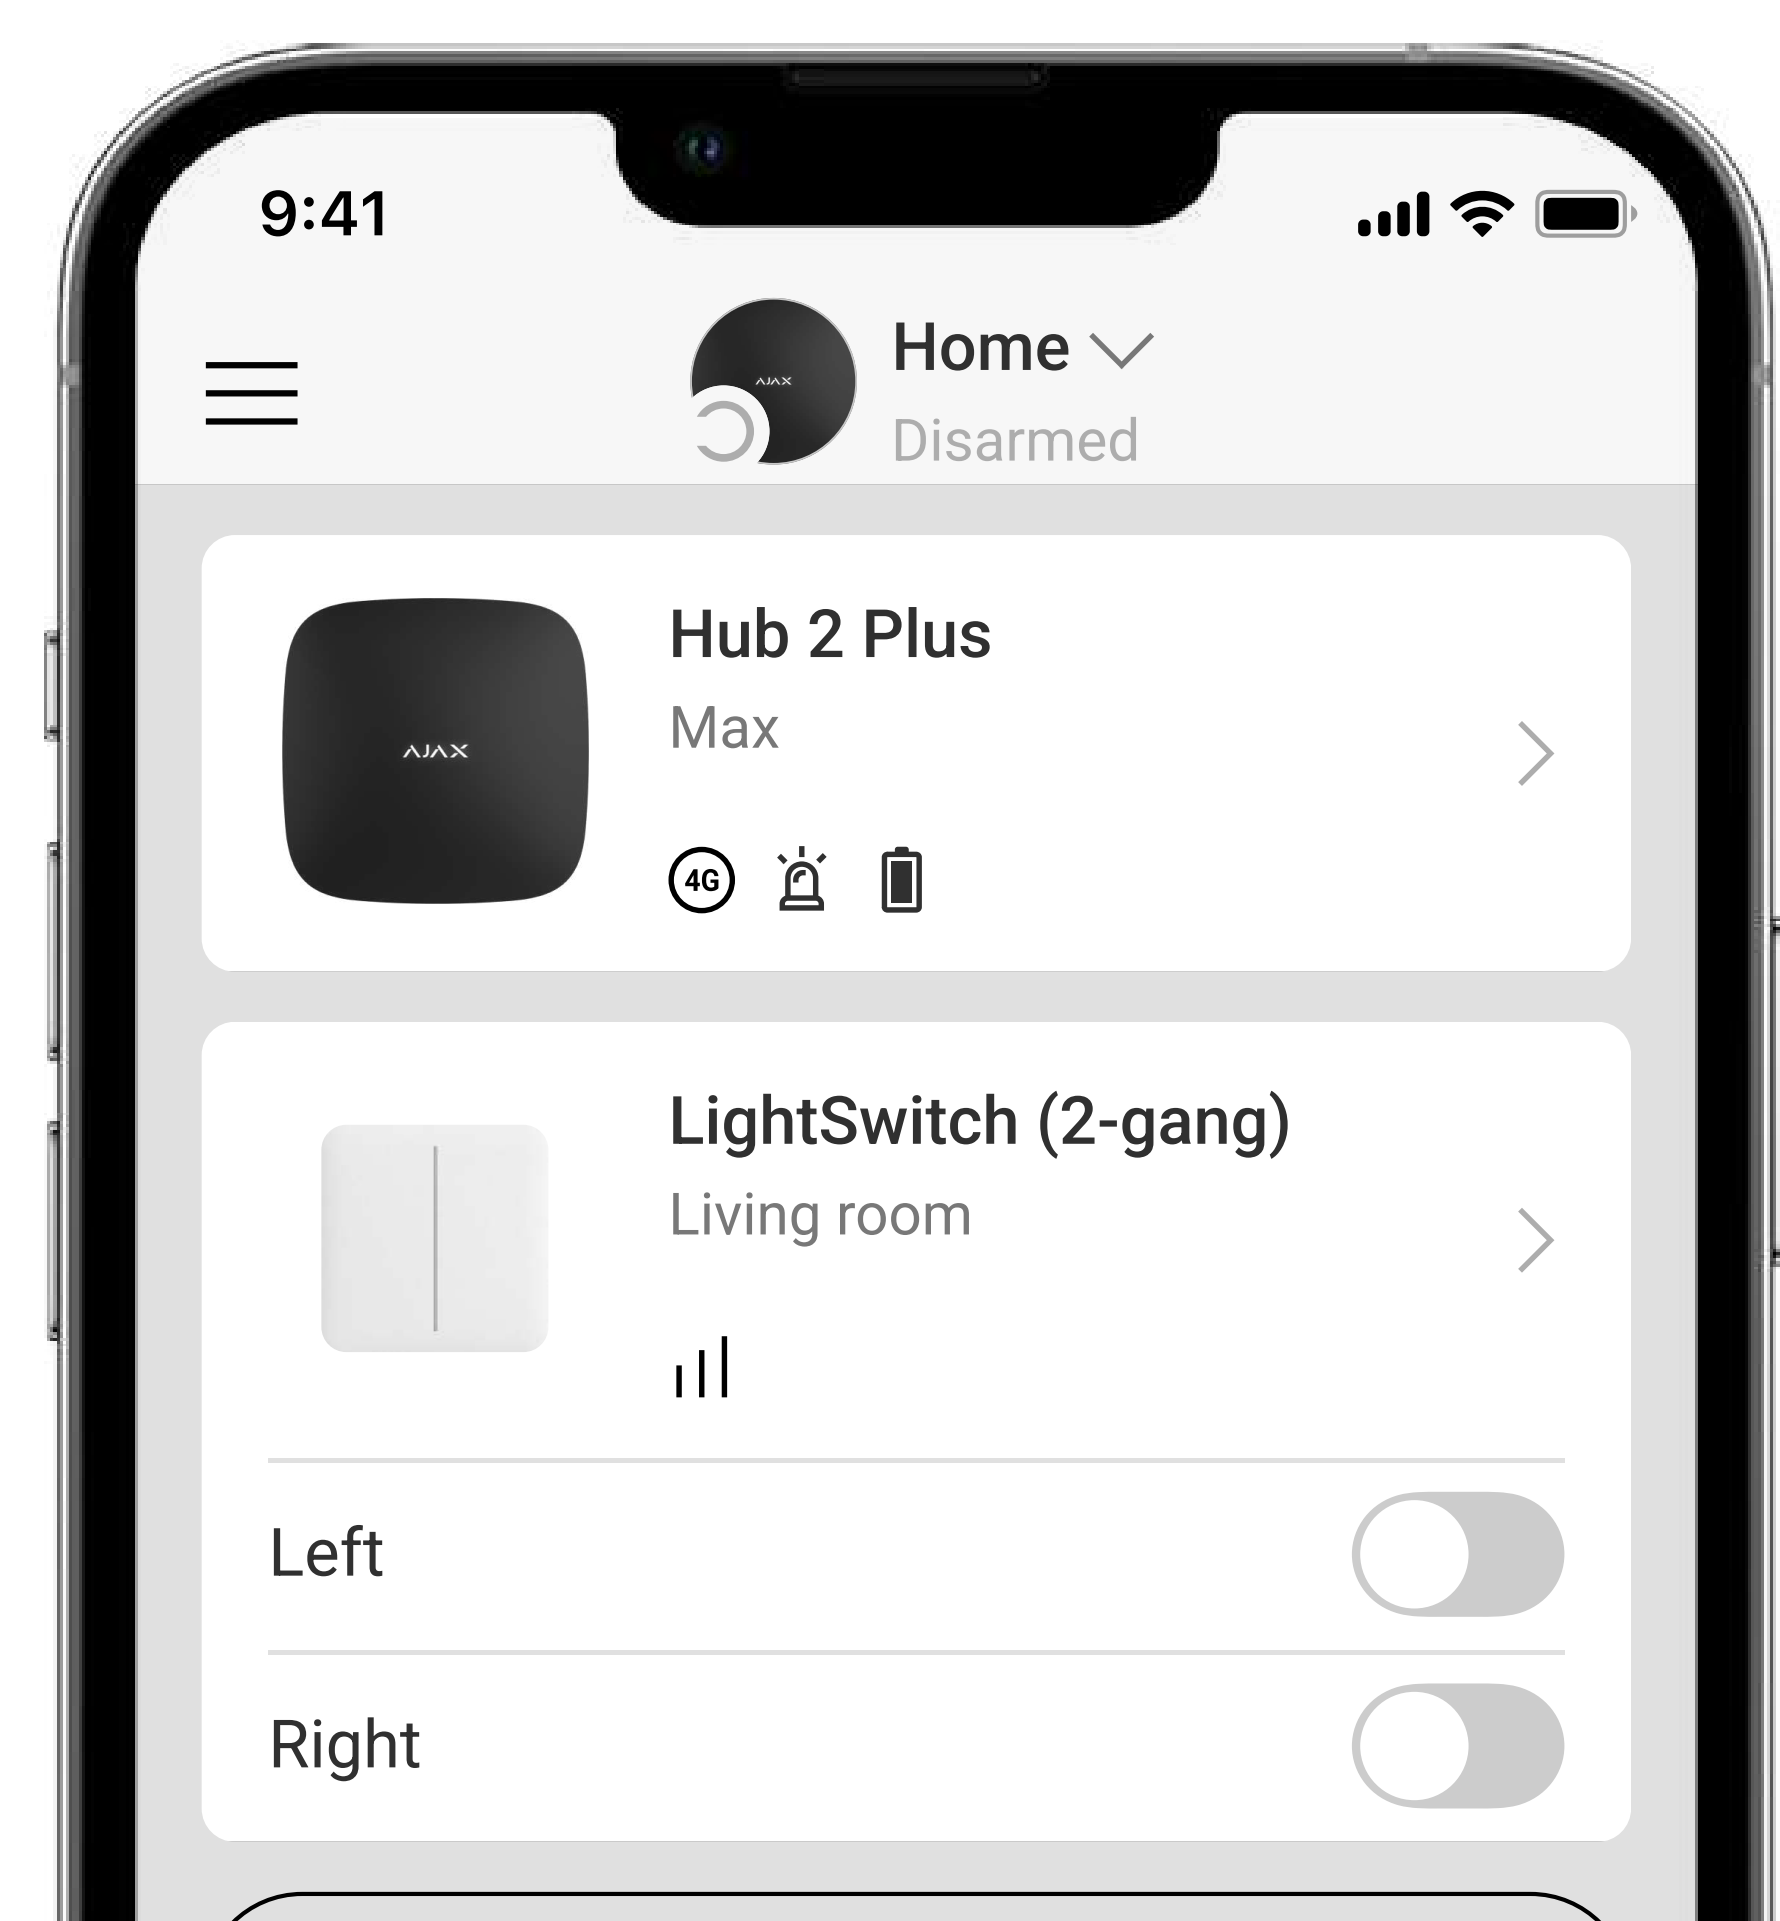 9:41
AJAX
Home
Disarmed
AJAX
Hub 2 Plus
Max
4G
LightSwitch (2-gang)
Living room
Left
Right